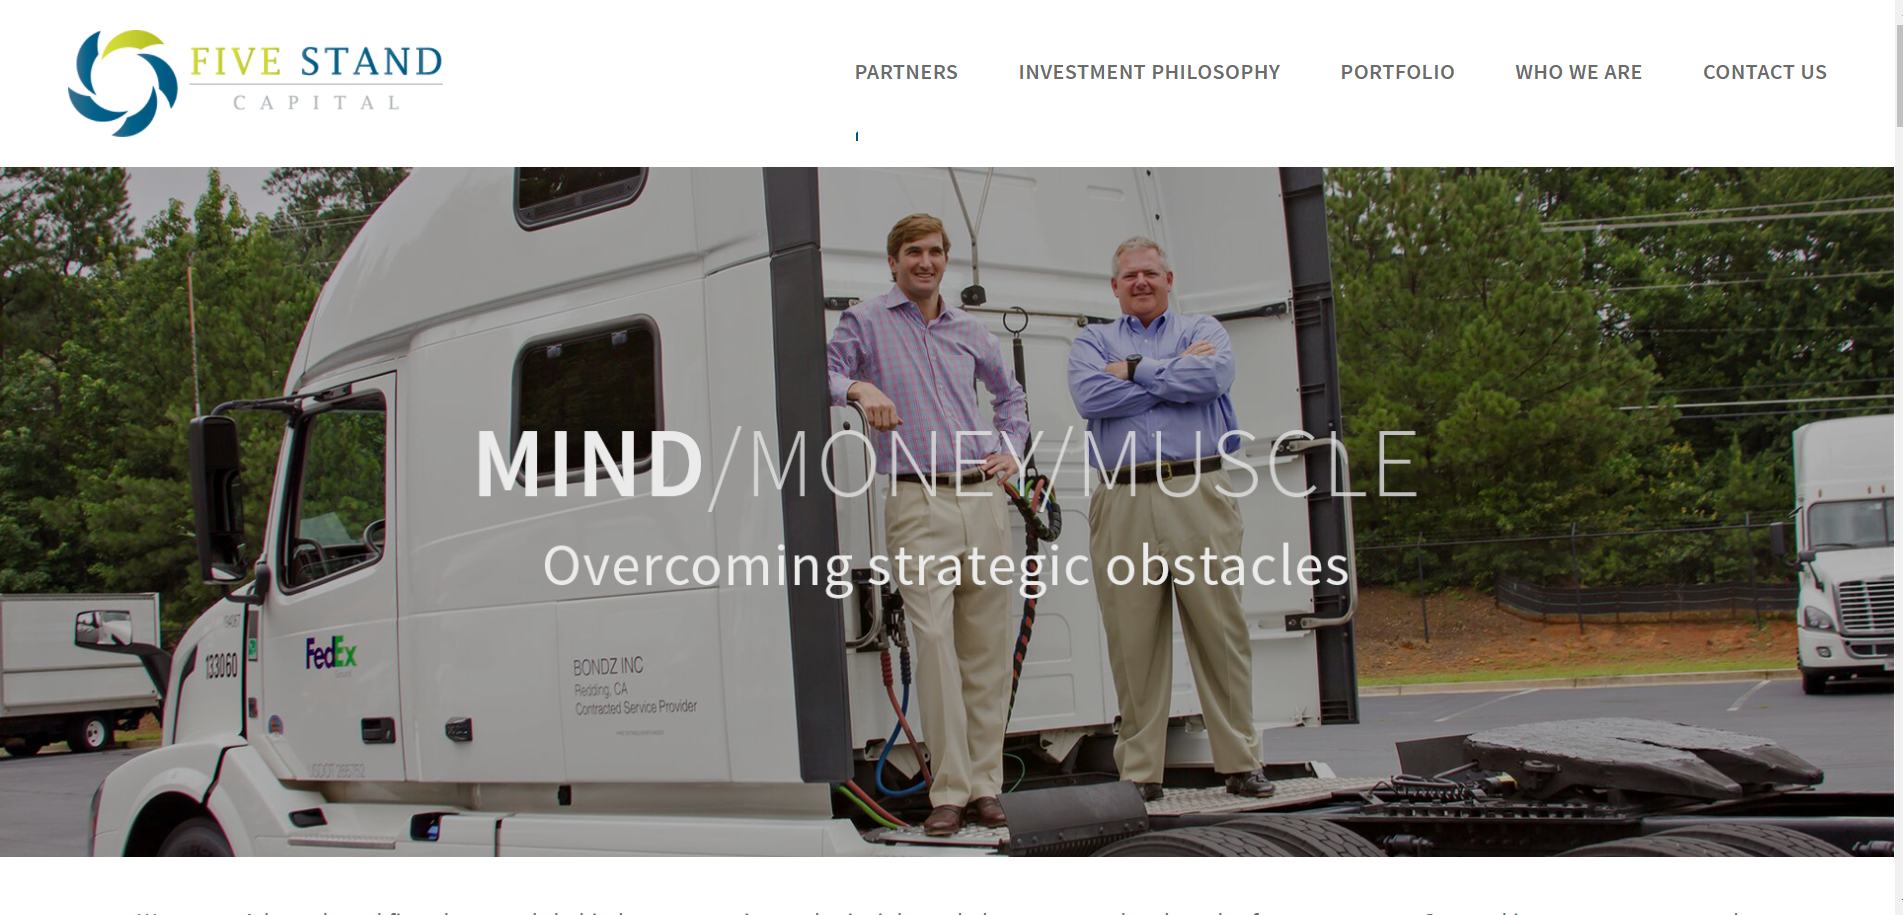 FIVE STAND
CAPITAL
PARTNERS
INVESTMENT PHILOSOPHY
PORTFOLIO
WHO WE ARE
CONTACT US
MIND/MONEY/MUSCLE
Overcoming strategic obstacles
133060
FedEx
Ground
BONDZ INC
Redding, CA
Contracted Service Provider